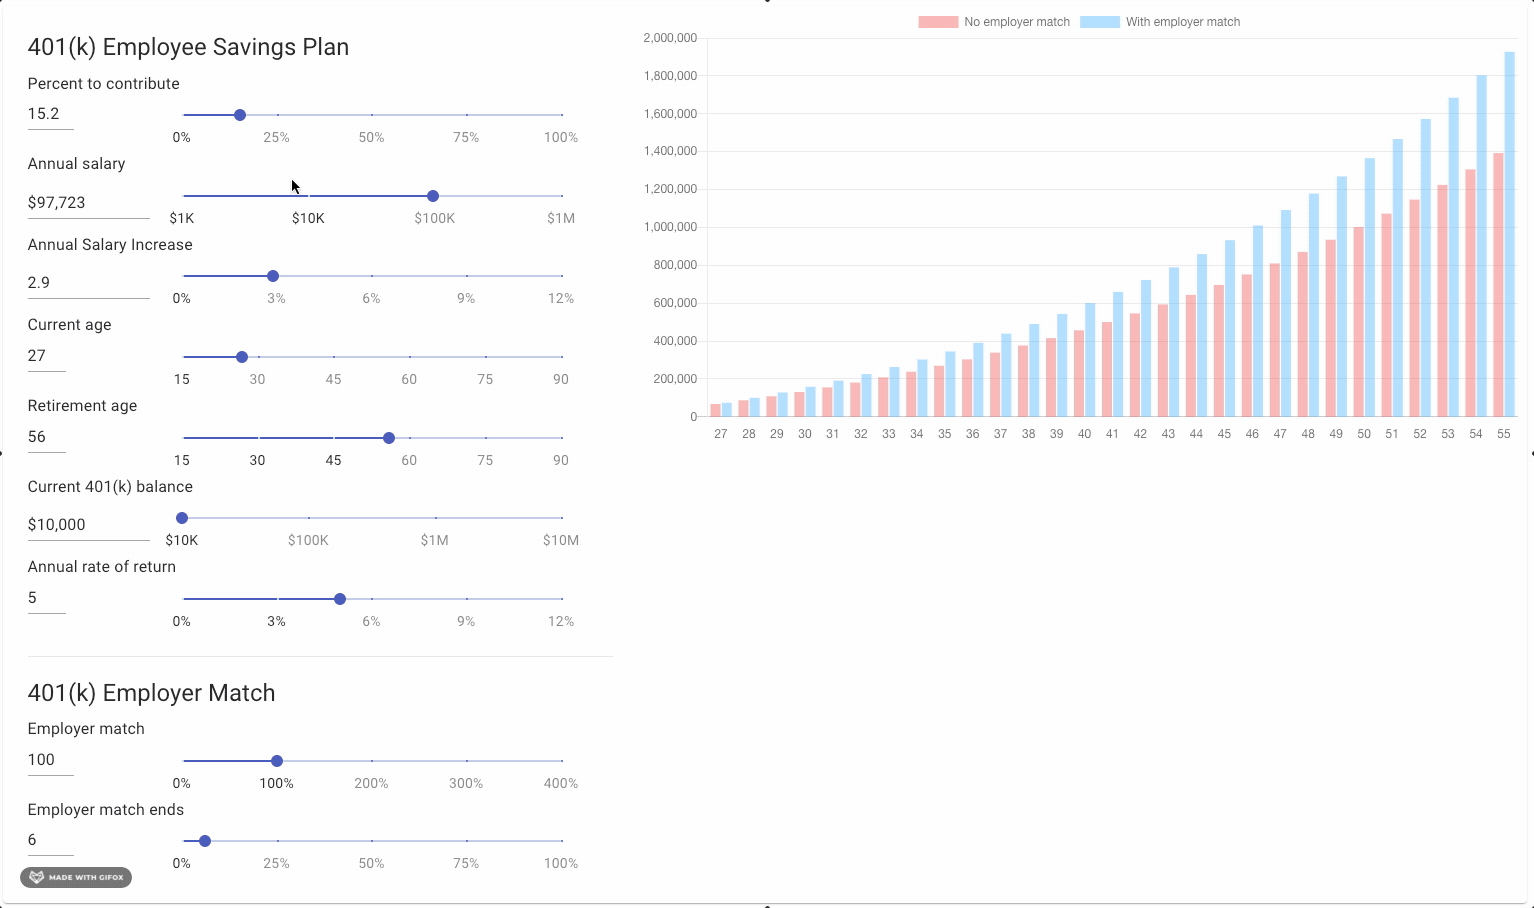 401(k) Employee Savings Plan
Percent to contribute
15.2
0% 25% 50% 75% 100%
Annual salary
$97,723
$1K $10K $100K $1M
Annual Salary Increase
2.9
0% 3% 6% 9% 12%
Current age
27
15 30 45 60 75 90
Retirement age
56
15 30 45 60 75 90
Current 401(k) balance
$10,000
$10K $100K $1M $10M
Annual rate of return
5
0% 3% 6% 9% 12%
401(k) Employer Match
Employer match
100
0% 100% 200% 300% 400%
Employer match ends
6
0% 25% 50% 75% 100%
MADE WITH GIFOX
No employer match With employer match
2,000,000
1,800,000
1,600,000
1,400,000
1,200,000
1,000,000
800,000
600,000
400,000
200,000
0
27 28 29 30 31 32 33 34 35 36 37 38 39 40 41 42 43 44 45 46 47 48 49 50 51 52 53 54 55